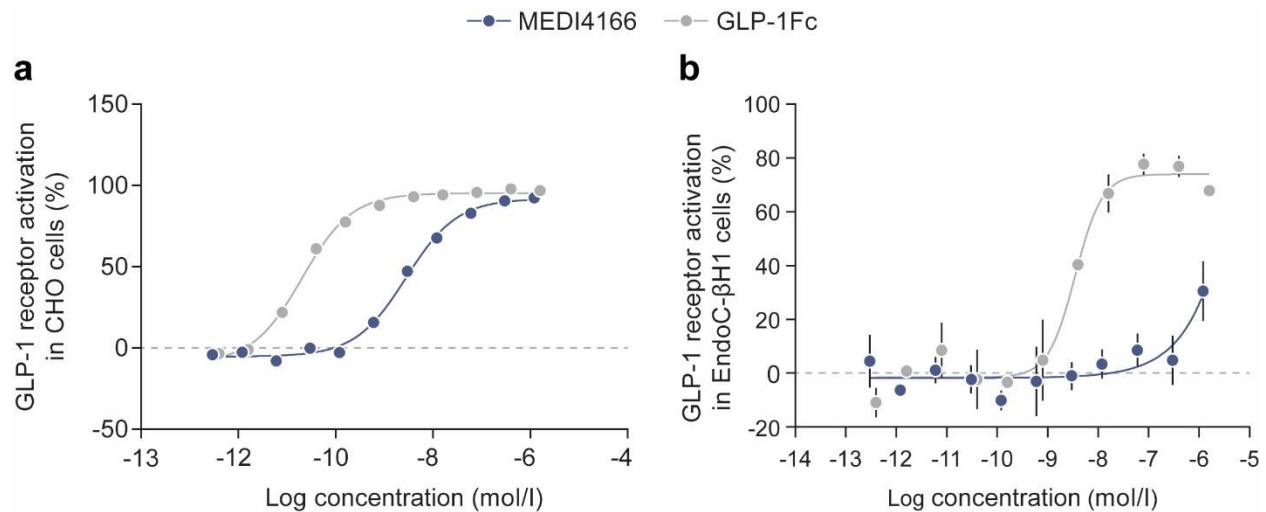 MEDI4166 GLP-1Fc
a
GLP-1 receptor activation
in CHO cells (%)
150
100
50
0
-50
-13 -12 -10 -8 -6 -4
Log concentration (mol/l)
b
GLP-1 receptor activation
in EndoC-βH1 cells (%)
100
80
60
40
20
0
-20
-14 -13 -12 -11 -10 -9 -8 -7 -6 -5
Log concentration (mol/l)